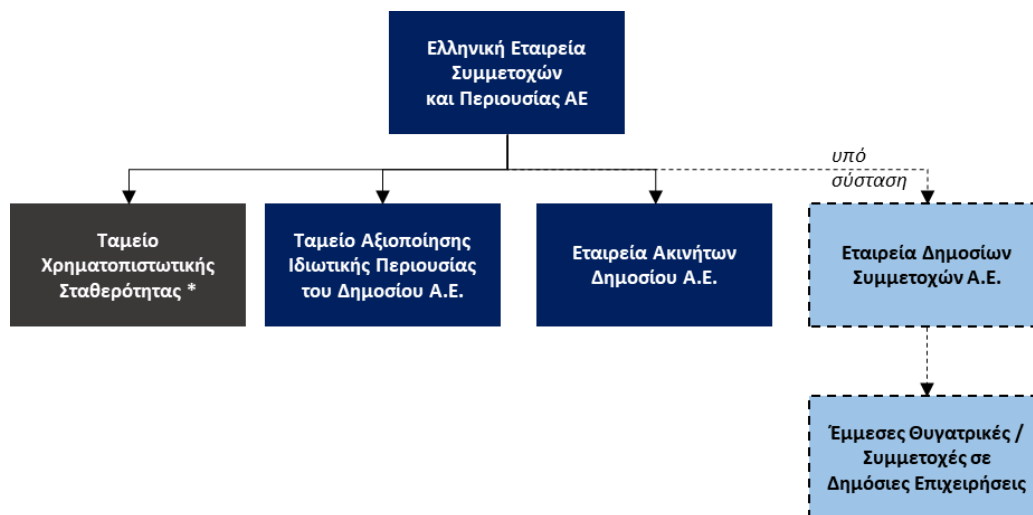 Ελληνική Εταιρεία
Συμμετοχών
και Περιουσίας ΑΕ
υπό
σύσταση
Ταμείο
Χρηματοπιστωτικής
Σταθερότητας *
Ταμείο Αξιοποίησης
Ιδιωτικής Περιουσίας
του Δημοσίου Α.Ε.
Εταιρεία Ακινήτων
Δημοσίου Α.Ε.
Εταιρεία Δημοσίων
Συμμετοχών Α.Ε.
Έμμεσες Θυγατρικές /
Συμμετοχές σε
Δημόσιες Επιχειρήσεις